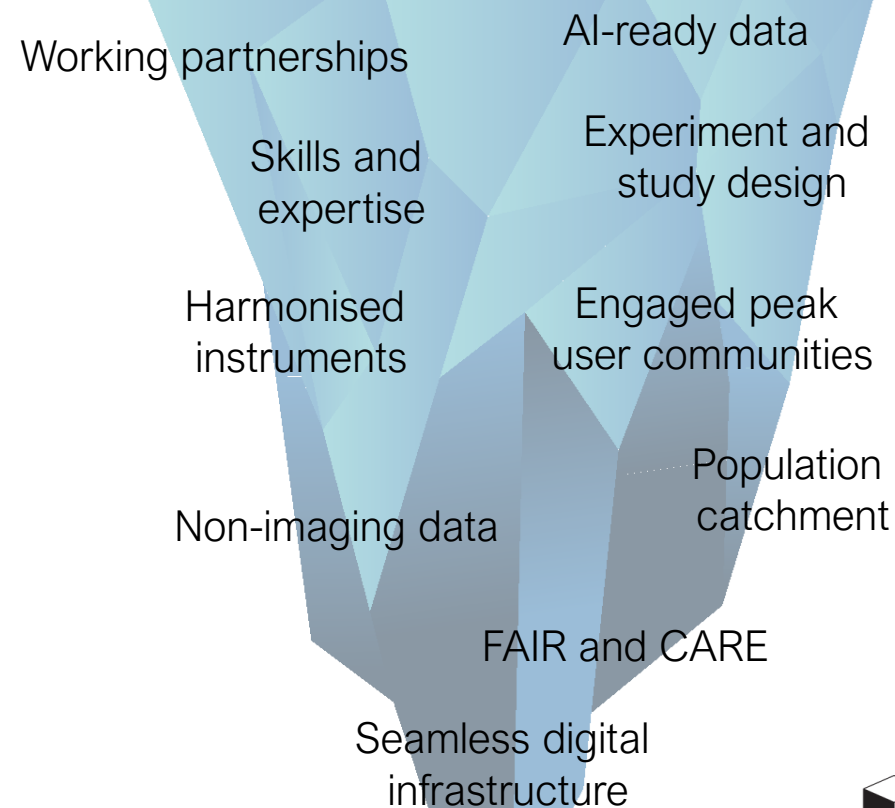 Working partnerships
AI-ready data
Skills and
expertise
Experiment and
study design
Harmonised
instruments
Engaged peak
user communities
Non-imaging data
Population
catchment
FAIR and CARE
Seamless digital
infrastructure